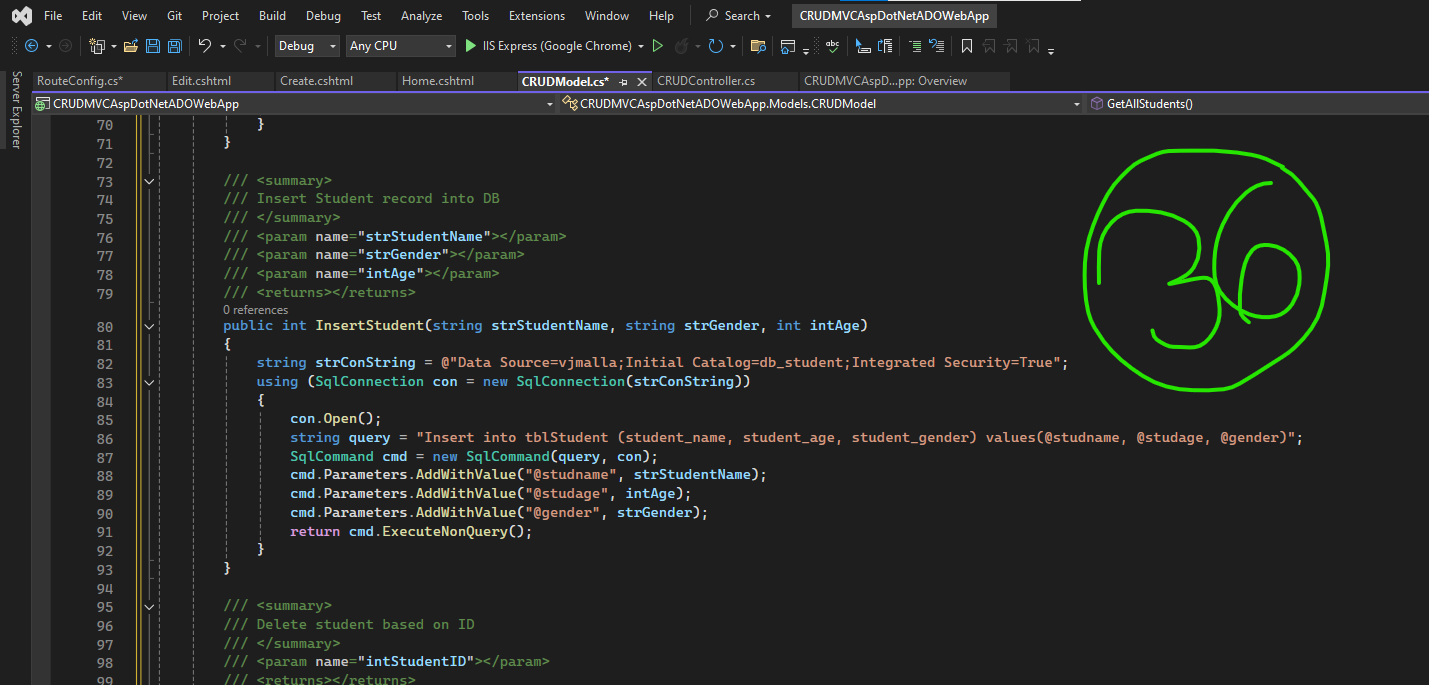 File Edit View Git Project Build Debug Test Analyze Tools Extensions Window Help Search CRUDMVCAspDotNetADOWebApp
Debug Any CPU IIS Express (Google Chrome)
RouteConfig.cs* Edit.cshtml Create.cshtml Home.cshtml CRUDModel.cs* CRUDController.cs CRUDMVCAspD...pp: Overview
Server Explorer
CRUDMVCAspDotNetADOWebApp CRUDMVCAspDotNetADOWebApp.Models.CRUDModel GetAllStudents()
70 }
71 }
72
73 /// <summary>
74 /// Insert Student record into DB
75 /// </summary>
76 /// <param name="strStudentName"></param>
77 /// <param name="strGender"></param>
78 /// <param name="intAge"></param>
79 /// <returns></returns>
0 references
80 public int InsertStudent(string strStudentName, string strGender, int intAge)
81 {
82 string strConString = @"Data Source=vjmalla;Initial Catalog=db_student;Integrated Security=True";
83 using (SqlConnection con = new SqlConnection(strConString))
84 {
85 con.Open();
86 string query = "Insert into tblStudent (student_name, student_age, student_gender) values(@studname, @studage, @gender)";
87 SqlCommand cmd = new SqlCommand(query, con);
88 cmd.Parameters.AddWithValue("@studname", strStudentName);
89 cmd.Parameters.AddWithValue("@studage", intAge);
90 cmd.Parameters.AddWithValue("@gender", strGender);
91 return cmd.ExecuteNonQuery();
92 }
93 }
94
95 /// <summary>
96 /// Delete student based on ID
97 /// </summary>
98 /// <param name="intStudentID"></param>
99 /// <returns></returns>
36